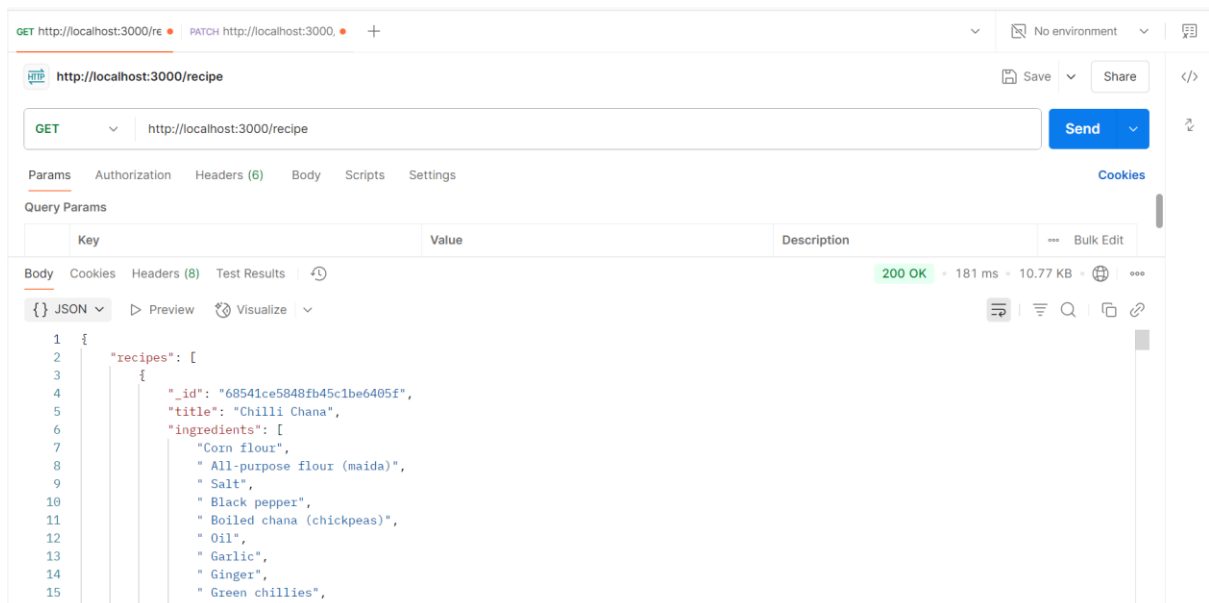 GET http://localhost:3000/re PATCH http://localhost:3000, No environment
HTTP http://localhost:3000/recipe Save Share
GET http://localhost:3000/recipe Send
Params Authorization Headers (6) Body Scripts Settings Cookies
Query Params
Key Value Description Bulk Edit
Body Cookies Headers (8) Test Results 200 OK 181 ms 10.77 KB
{} JSON Preview Visualize
1 {
2 "recipes": [
3 {
4 "_id": "68541ce5848fb45c1be6405f",
5 "title": "Chilli Chana",
6 "ingredients": [
7 "Corn flour",
8 " All-purpose flour (maida)",
9 " Salt",
10 " Black pepper",
11 " Boiled chana (chickpeas)",
12 " Oil",
13 " Garlic",
14 " Ginger",
15 " Green chillies",